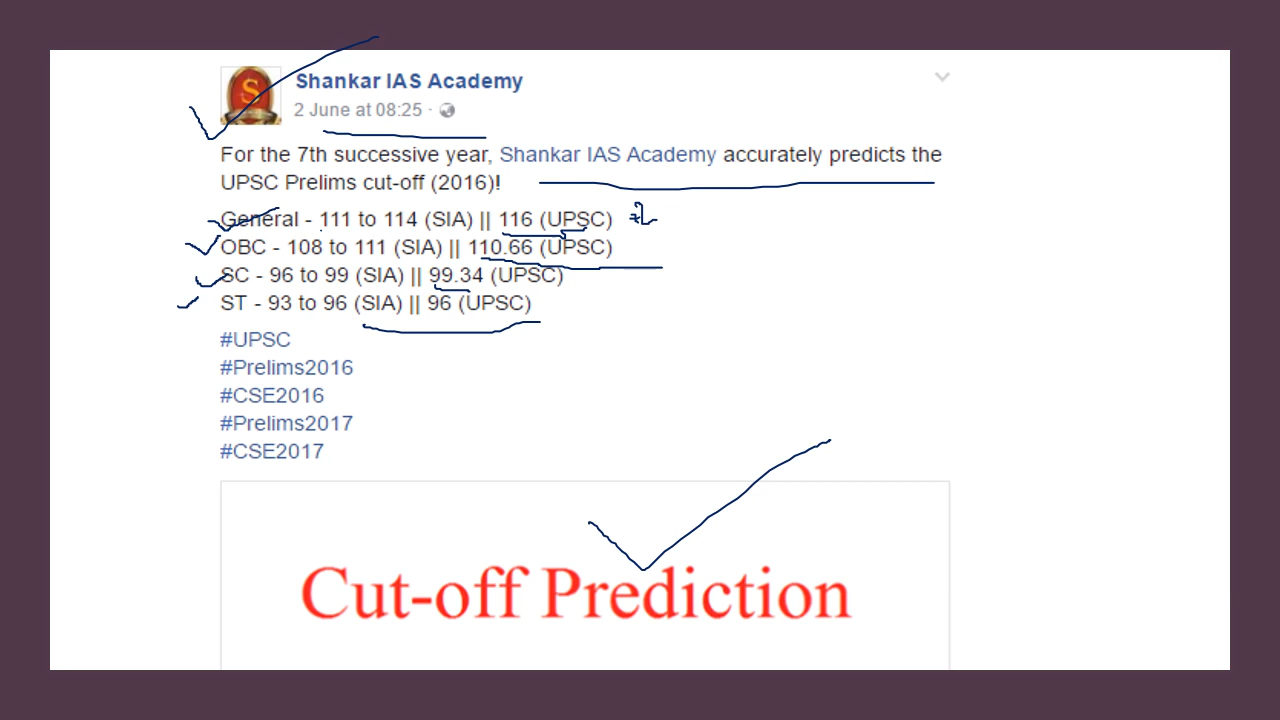 S
Shankar IAS Academy
2 June at 08:25 ·
For the 7th successive year, Shankar IAS Academy accurately predicts the
UPSC Prelims cut-off (2016)!
General - 111 to 114 (SIA) || 116 (UPSC)
OBC - 108 to 111 (SIA) || 110.66 (UPSC)
SC - 96 to 99 (SIA) || 99.34 (UPSC)
ST - 93 to 96 (SIA) || 96 (UPSC)
#UPSC
#Prelims2016
#CSE2016
#Prelims2017
#CSE2017
Cut-off Prediction